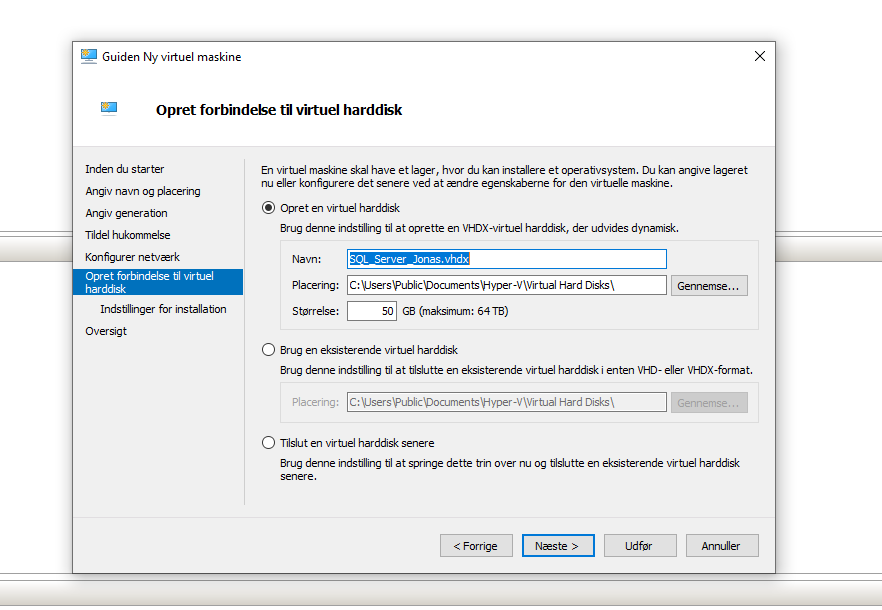 Guiden Ny virtuel maskine
Opret forbindelse til virtuel harddisk
Inden du starter
Angiv navn og placering
Angiv generation
Tildel hukommelse
Konfigurer netværk
Opret forbindelse til virtuel
harddisk
Indstillinger for installation
Oversigt
En virtuel maskine skal have et lager, hvor du kan installere et operativsystem. Du kan angive lageret
nu eller konfigurere det senere ved at ændre egenskaberne for den virtuelle maskine.
Opret en virtuel harddisk
Brug denne indstilling til at oprette en VHDX-virtuel harddisk, der udvides dynamisk.
Navn: SQL_Server_Jonas.vhdx
Placering: C:\Users\Public\Documents\Hyper-V\Virtual Hard Disks\ Gennemse...
Størrelse: 50 GB (maksimum: 64 TB)
Brug en eksisterende virtuel harddisk
Brug denne indstilling til at tilslutte en eksisterende virtuel harddisk i enten VHD- eller VHDX-format.
Placering: C:\Users\Public\Documents\Hyper-V\Virtual Hard Disks\ Gennemse...
Tilslut en virtuel harddisk senere
Brug denne indstilling til at springe dette trin over nu og tilslutte en eksisterende virtuel harddisk
senere.
< Forrige Næste > Udfør Annuller